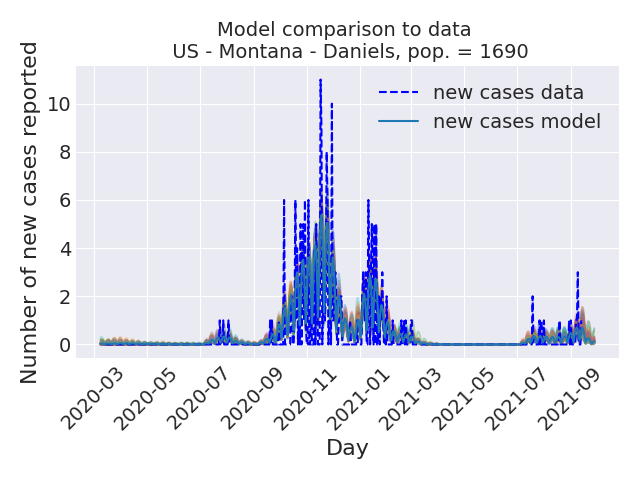 Model comparison to data
US - Montana - Daniels, pop. = 1690
Number of new cases reported
10
8
6
4
2
0
new cases data
new cases model
2020-03
2020-05
2020-07
2020-09
2020-11
2021-01
2021-03
2021-05
2021-07
2021-09
Day